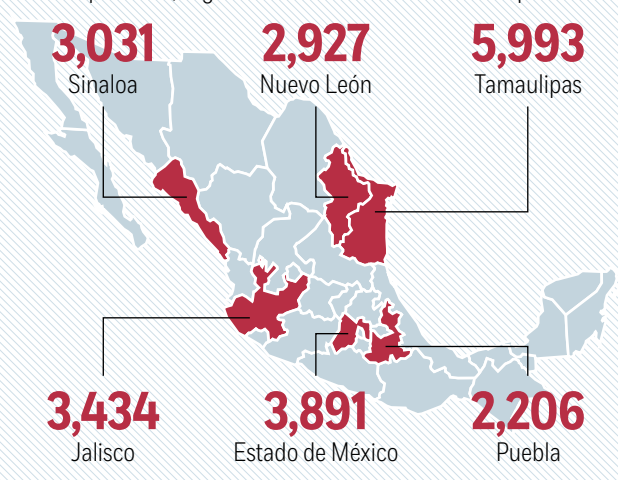 3,031 2,927 5,993
Sinaloa Nuevo León Tamaulipas
3,434 3,891 2,206
Jalisco Estado de México Puebla